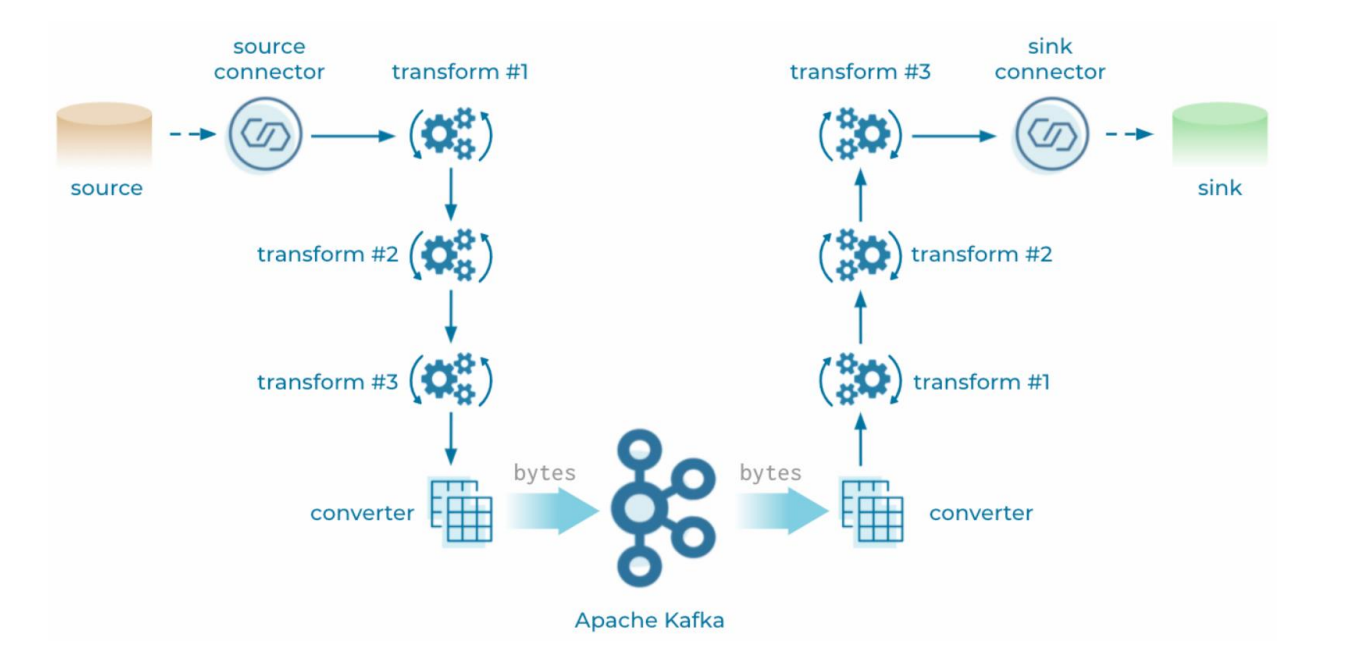 source
connector
transform #1
transform #3
sink
connector
source
sink
transform #2
transform #2
transform #3
transform #1
bytes
bytes
converter
converter
Apache Kafka